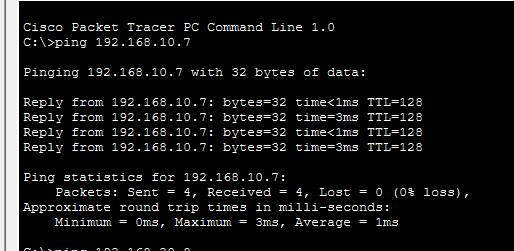 Cisco Packet Tracer PC Command Line 1.0
C:\>ping 192.168.10.7
Pinging 192.168.10.7 with 32 bytes of data:
Reply from 192.168.10.7: bytes=32 time<1ms TTL=128
Reply from 192.168.10.7: bytes=32 time=3ms TTL=128
Reply from 192.168.10.7: bytes=32 time<1ms TTL=128
Reply from 192.168.10.7: bytes=32 time=3ms TTL=128
Ping statistics for 192.168.10.7:
Packets: Sent = 4, Received = 4, Lost = 0 (0% loss),
Approximate round trip times in milli-seconds:
Minimum = 0ms, Maximum = 3ms, Average = 1ms